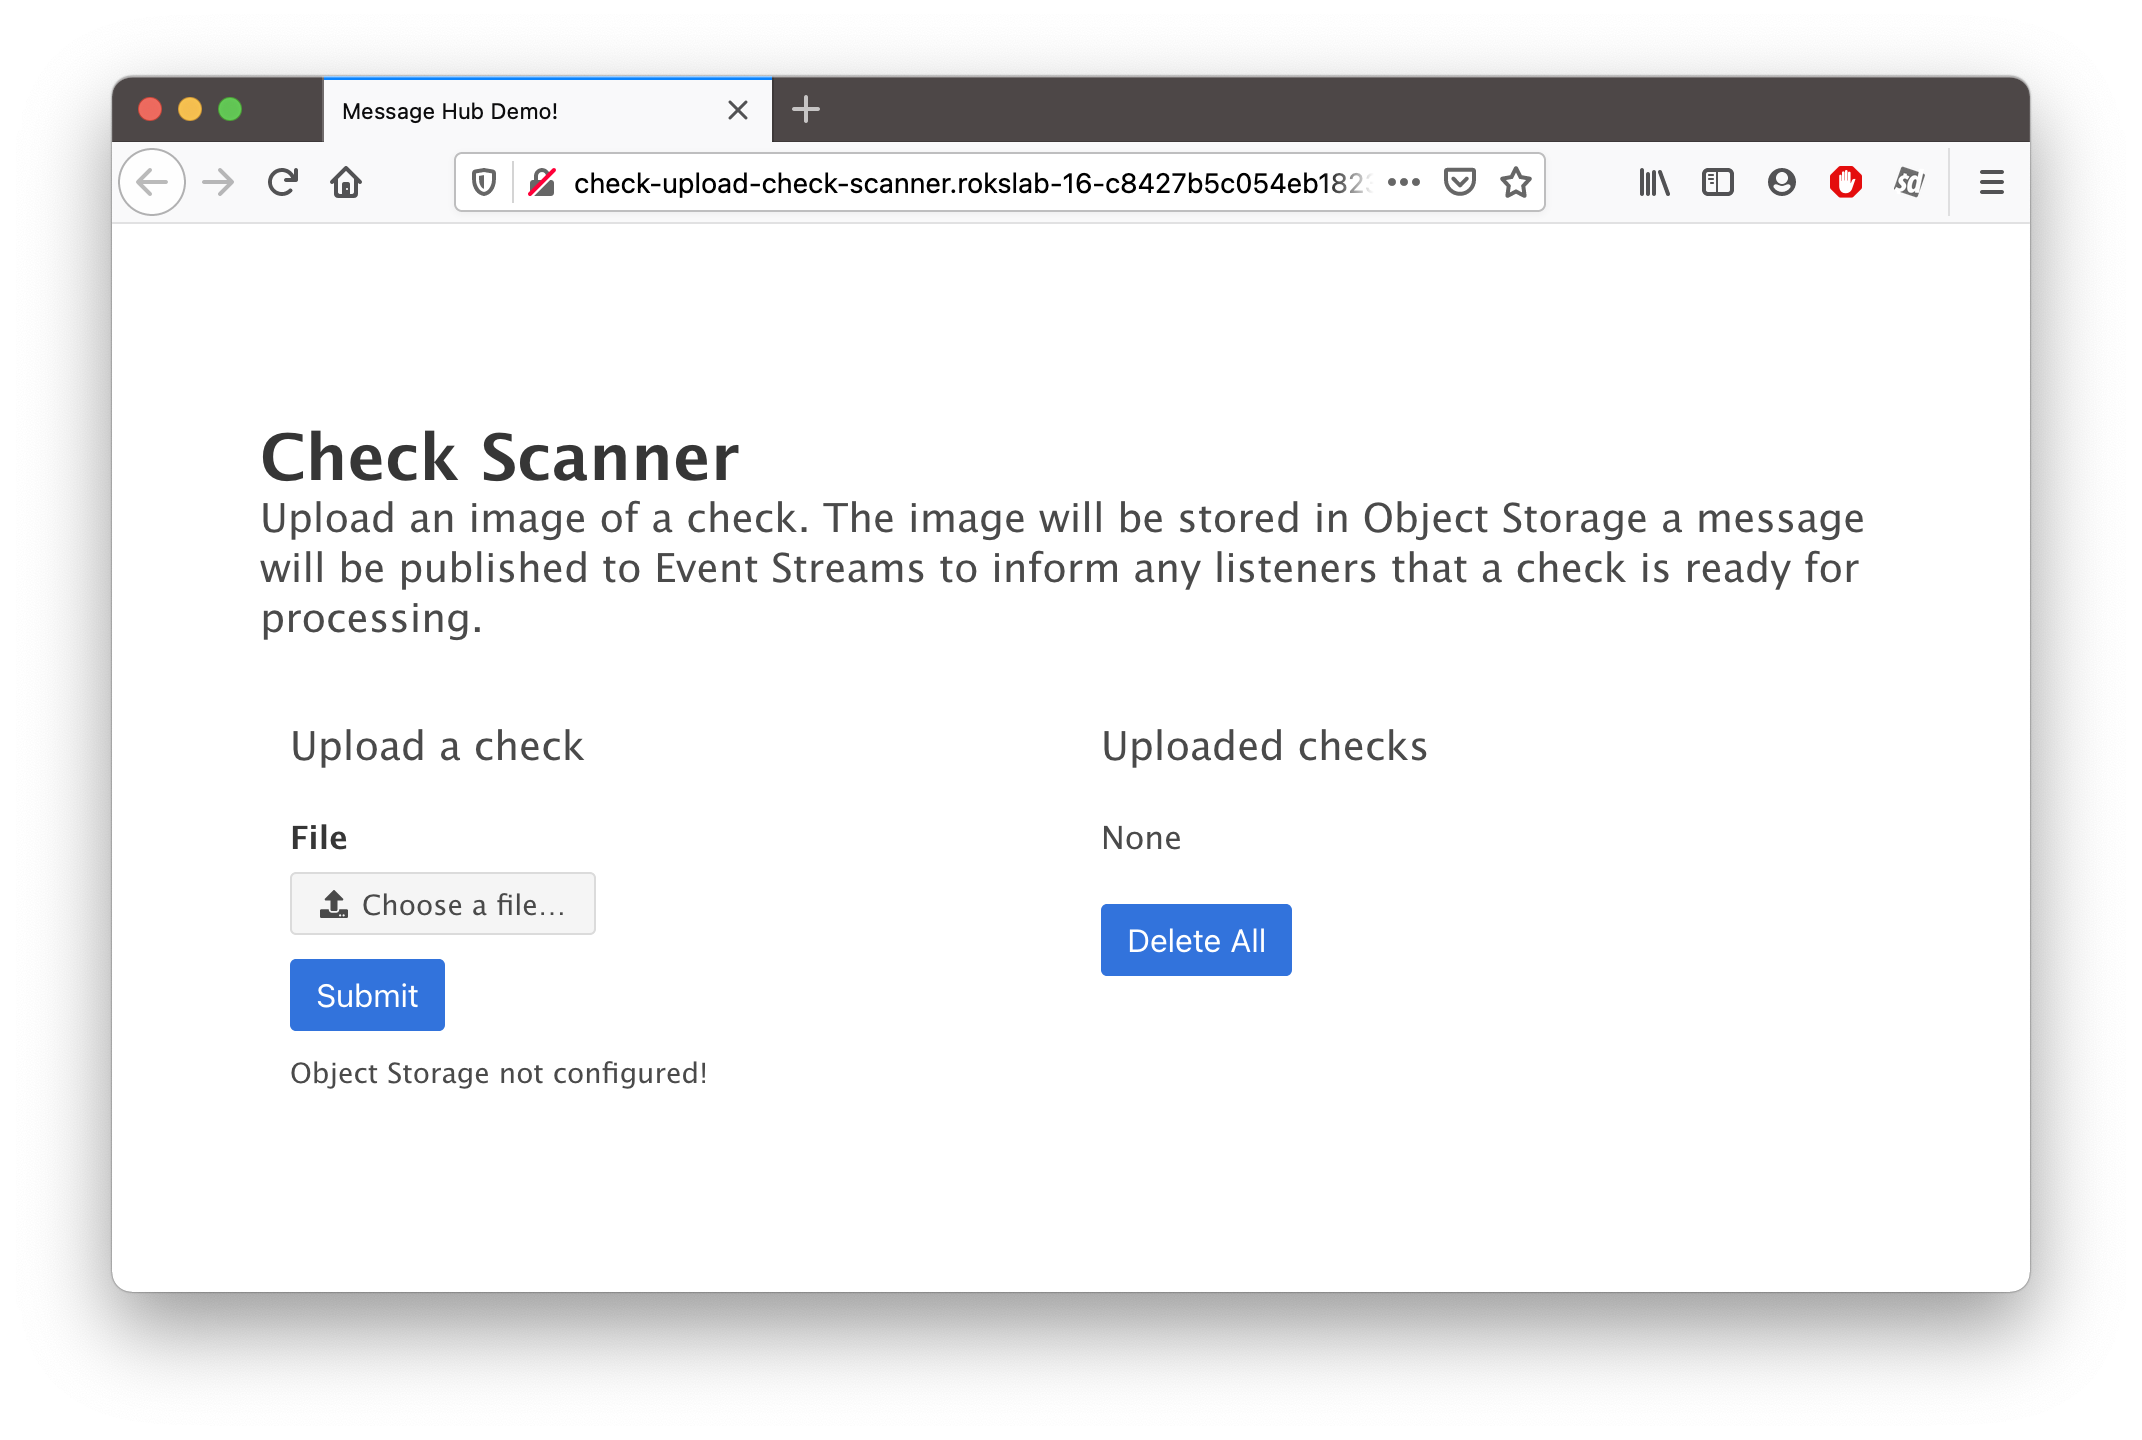 Message Hub Demo!
check-upload-check-scanner.rokslab-16-c8427b5c054eb182
Check Scanner
Upload an image of a check. The image will be stored in Object Storage a message
will be published to Event Streams to inform any listeners that a check is ready for
processing.
Upload a check
Uploaded checks
File
None
Choose a file…
Delete All
Submit
Object Storage not configured!